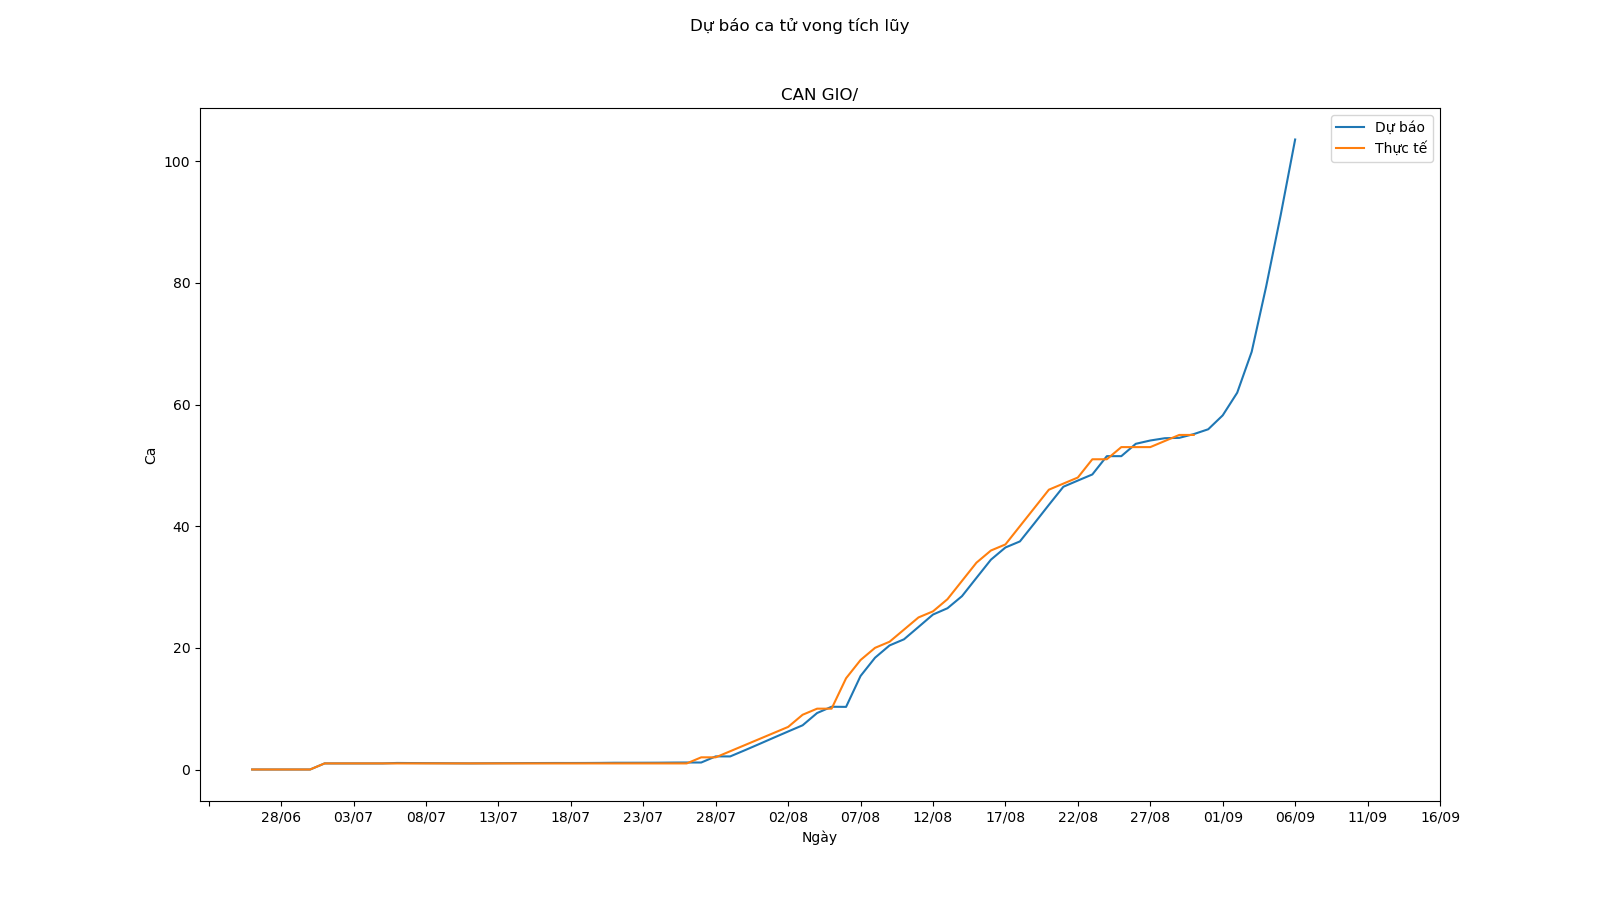 Dự báo ca tử vong tích lũy
CAN GIO/
Dự báo
Thực tế
100
80
60
40
20
0
Ca
28/06 03/07 08/07 13/07 18/07 23/07 28/07 02/08 07/08 12/08 17/08 22/08 27/08 01/09 06/09 11/09 16/09
Ngày